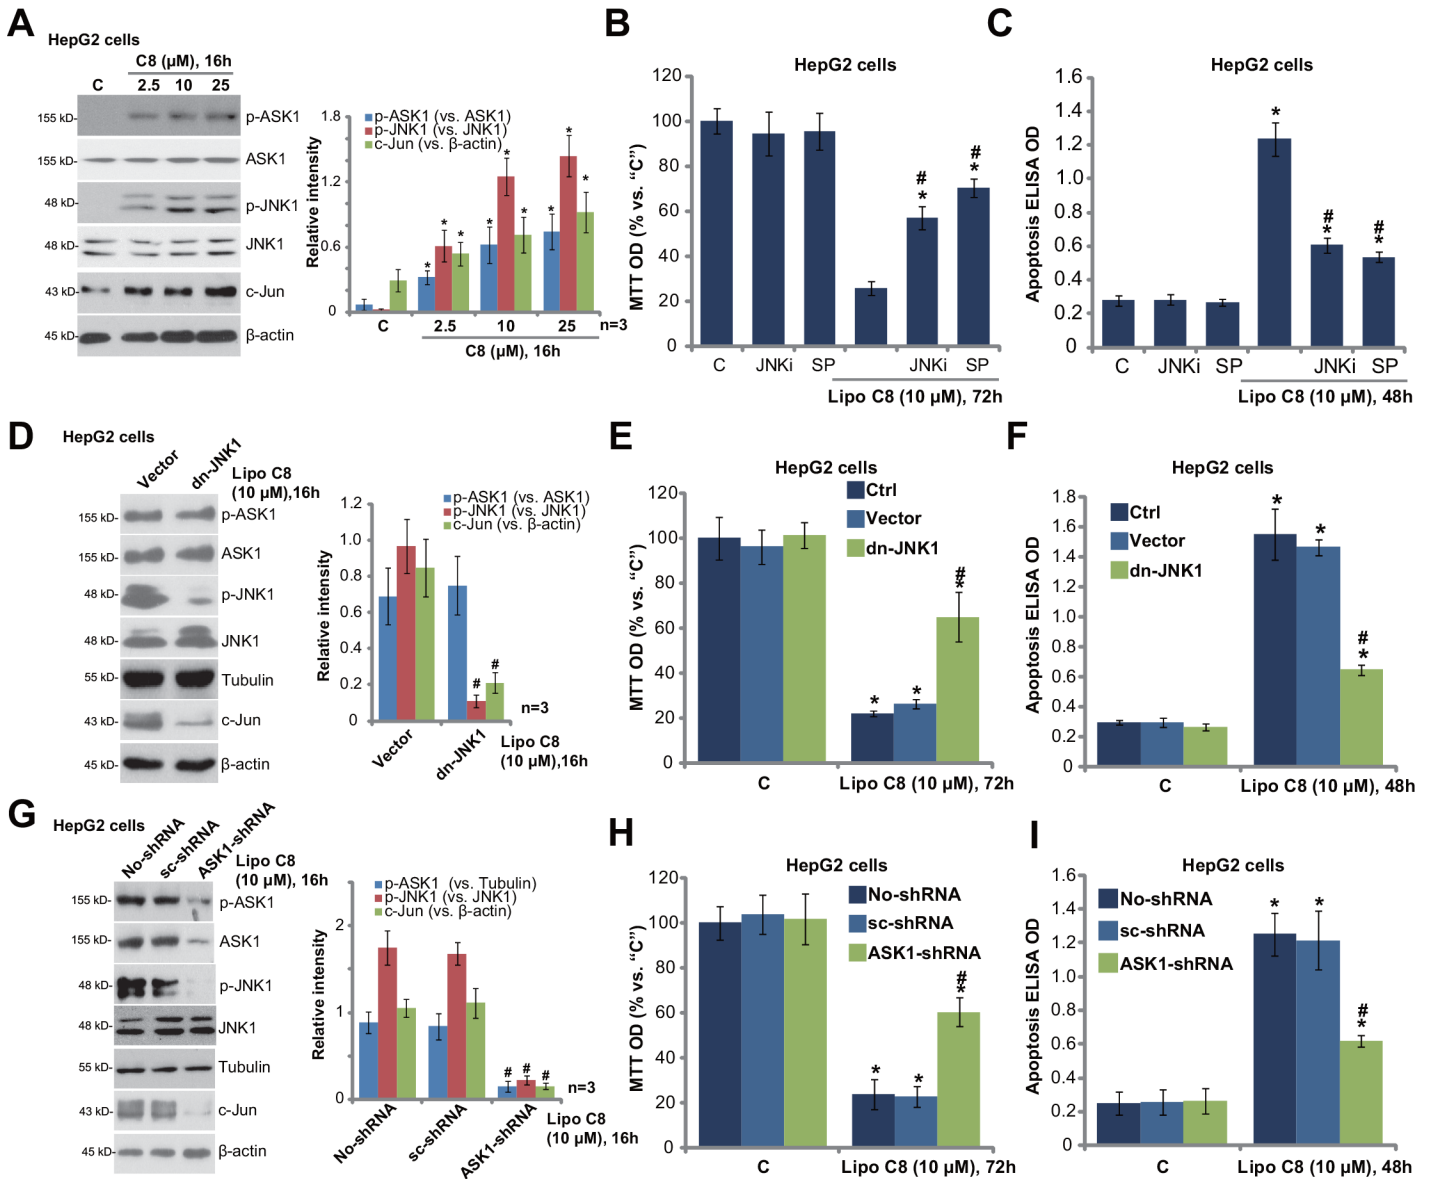 A
HepG2 cells
C8 (µM), 16h
C 2.5 10 25
155 kD- p-ASK1
155 kD- ASK1
48 kD- p-JNK1
48 kD- JNK1
43 kD- c-Jun
45 kD- β-actin
Relative intensity
1.8
1.2
0.6
0
p-ASK1 (vs. ASK1)
p-JNK1 (vs. JNK1)
c-Jun (vs. β-actin)
* * * * * * * * *
C 2.5 10 25 n=3
C8 (µM), 16h
B
HepG2 cells
MTT OD (% vs. “C”)
120
100
80
60
40
20
0
#
*
#
*
C JNKi SP JNKi SP
Lipo C8 (10 µM), 72h
C
HepG2 cells
Apoptosis ELISA OD
1.6
1.4
1.2
1.0
0.8
0.6
0.4
0.2
0
*
#
*
#
*
C JNKi SP JNKi SP
Lipo C8 (10 µM), 48h
D
HepG2 cells
Vector dn-JNK1
Lipo C8
(10 µM),16h
155 kD- p-ASK1
155 kD- ASK1
48 kD- p-JNK1
48 kD- JNK1
55 kD- Tubulin
43 kD- c-Jun
45 kD- β-actin
Relative intensity
1.2
1.0
0.8
0.6
0.4
0.2
0
p-ASK1 (vs. ASK1)
p-JNK1 (vs. JNK1)
c-Jun (vs. β-actin)
# #
n=3
Vector dn-JNK1
Lipo C8
(10 µM),16h
E
HepG2 cells
Ctrl
Vector
dn-JNK1
MTT OD (% vs. “C”)
120
100
80
60
40
20
0
* *
#
*
C Lipo C8 (10 µM), 72h
F
HepG2 cells
Ctrl
Vector
dn-JNK1
Apoptosis ELISA OD
1.8
1.6
1.4
1.2
1.0
0.8
0.6
0.4
0.2
0
* *
#
*
C Lipo C8 (10 µM), 48h
G
HepG2 cells
No-shRNA sc-shRNA ASK1-shRNA
Lipo C8
(10 µM), 16h
155 kD- p-ASK1
155 kD- ASK1
48 kD- p-JNK1
48 kD- JNK1
55 kD- Tubulin
43 kD- c-Jun
45 kD- β-actin
Relative intensity
2
1
0
p-ASK1 (vs. Tubulin)
p-JNK1 (vs. JNK1)
c-Jun (vs. β-actin)
# # #
n=3
No-shRNA sc-shRNA ASK1-shRNA
Lipo C8
(10 µM), 16h
H
HepG2 cells
No-shRNA
sc-shRNA
ASK1-shRNA
MTT OD (% vs. “C”)
120
100
80
60
40
20
0
* *
#
*
C Lipo C8 (10 µM), 72h
I
HepG2 cells
No-shRNA
sc-shRNA
ASK1-shRNA
Apoptosis ELISA OD
1.6
1.4
1.2
1.0
0.8
0.6
0.4
0.2
0
* *
#
*
C Lipo C8 (10 µM), 48h